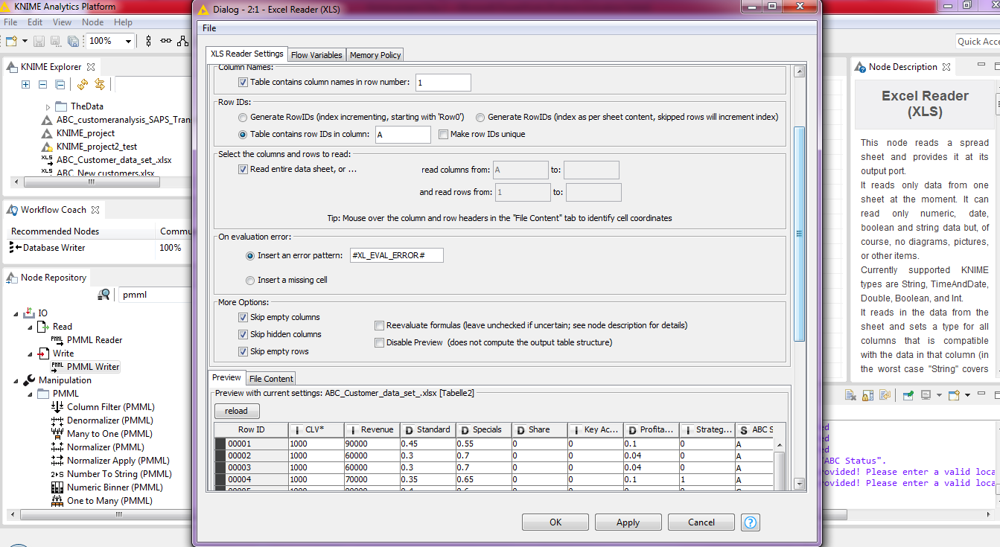 KNIME Analytics Platform
File Edit View Node Help
100%
Quick Acce
KNIME Explorer
TheData
ABC_customeranalysis_SAPS_Tran
KNIME_project
KNIME_project2_test
XLS ABC_Customer_data_set_.xlsx
XLS ABC_New customers.xlsx
Workflow Coach
Recommended Nodes Commu
Database Writer 100%
Node Repository
pmml
IO
Read
PMML PMML Reader
Write
PMML PMML Writer
Manipulation
PMML
Column Filter (PMML)
Denormalizer (PMML)
Many to One (PMML)
Normalizer (PMML)
Normalizer Apply (PMML)
2▸S Number To String (PMML)
Numeric Binner (PMML)
One to Many (PMML)
Dialog - 2:1 - Excel Reader (XLS)
File
XLS Reader Settings Flow Variables Memory Policy
Column Names:
Table contains column names in row number: 1
Row IDs:
Generate RowIDs (index incrementing, starting with 'Row0') Generate RowIDs (index as per sheet content, skipped rows will increment index)
Table contains row IDs in column: A Make row IDs unique
Select the columns and rows to read:
Read entire data sheet, or ... read columns from: A to:
and read rows from: 1 to:
Tip: Mouse over the column and row headers in the "File Content" tab to identify cell coordinates
On evaluation error:
Insert an error pattern: #XL_EVAL_ERROR#
Insert a missing cell
More Options:
Skip empty columns
Reevaluate formulas (leave unchecked if uncertain; see node description for details)
Skip hidden columns
Disable Preview (does not compute the output table structure)
Skip empty rows
Preview File Content
Preview with current settings: ABC_Customer_data_set_.xlsx [Tabelle2]
reload
Row ID I CLV* I Revenue D Standard D Specials D Share I Key Ac... D Profita... I Strateg... S ABC S
00001 1000 90000 0.45 0.55 0 0 0.1 0 A
00002 1000 60000 0.3 0.7 0 0 0.04 0 A
00003 1000 60000 0.3 0.7 0 0 0.04 0 A
00004 1000 70000 0.35 0.65 0 0 0.1 1 A
OK Apply Cancel ?
Node Description
Excel Reader
(XLS)
This node reads a spread
sheet and provides it at its
output port.
It reads only data from one
sheet at the moment. It can
read only numeric, date,
boolean and string data but, of
course, no diagrams, pictures,
or other items.
Currently supported KNIME
types are String, TimeAndDate,
Double, Boolean, and Int.
It reads in the data from the
sheet and sets a type for all
columns that is compatible
with the data in that column (in
the worst case "String" covers
ed
ed
ed
"ABC Status".
rovided! Please enter a valid loca
rovided! Please enter a valid loca